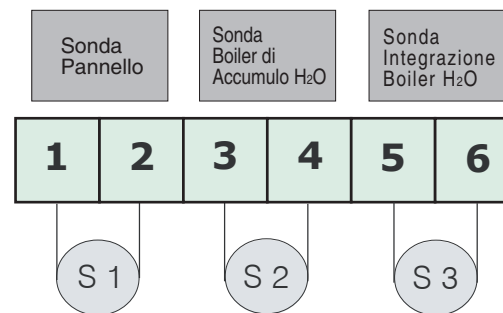 Sonda
Pannello
Sonda
Boiler di
Accumulo H2O
Sonda
Integrazione
Boiler H2O
1 2 3 4 5 6
S 1 S 2 S 3